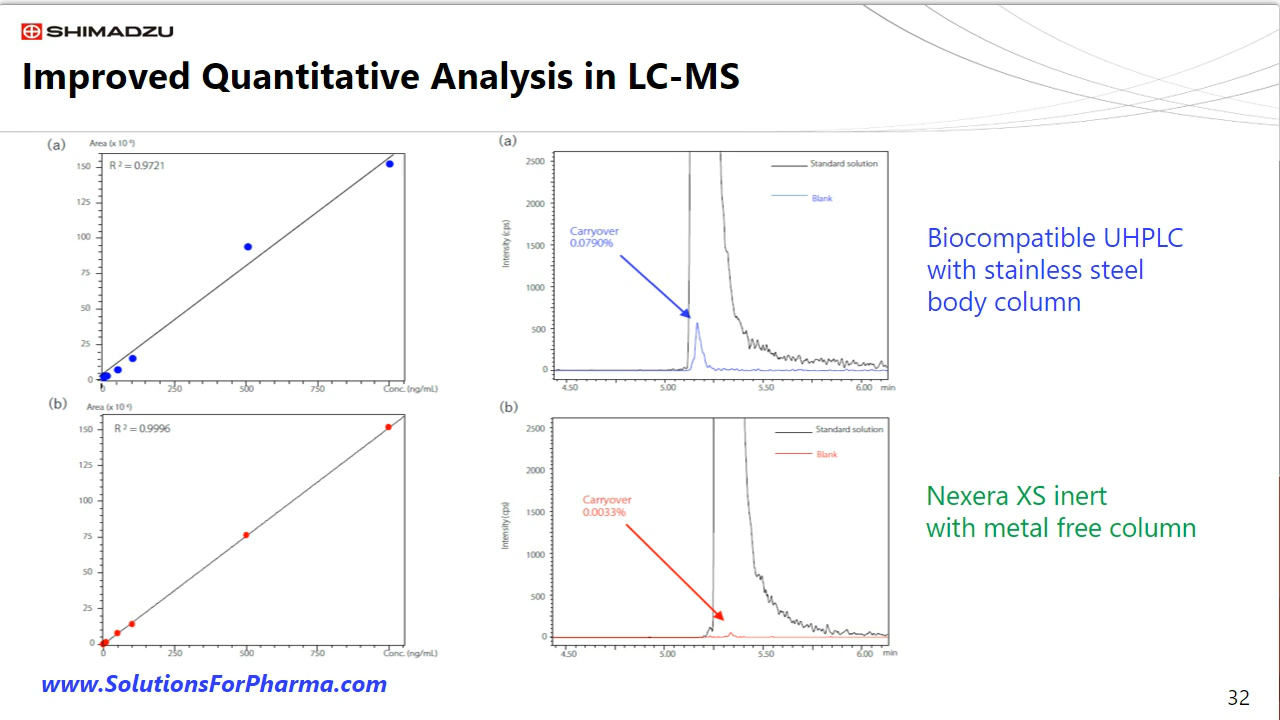 SHIMADZU
Improved Quantitative Analysis in LC-MS
(a)
Area (x 10⁶)
R² = 0.9721
150
125
100
75
50
25
0
0 250 500 750 Conc. (ng/mL)
(b)
Area (x 10⁴)
R² = 0.9996
150
125
100
75
50
25
0
0 250 500 750 Conc. (ng/mL)
(a)
Intensity (cps)
2500
2000
1500
1000
500
0
Standard solution
Blank
Carryover
0.0790%
4.50 5.00 5.50 6.00 min
(b)
Intensity (cps)
2500
2000
1500
1000
500
0
Standard solution
Blank
Carryover
0.0033%
4.50 5.00 5.50 6.00 min
Biocompatible UHPLC
with stainless steel
body column
Nexera XS inert
with metal free column
www.SolutionsForPharma.com
32